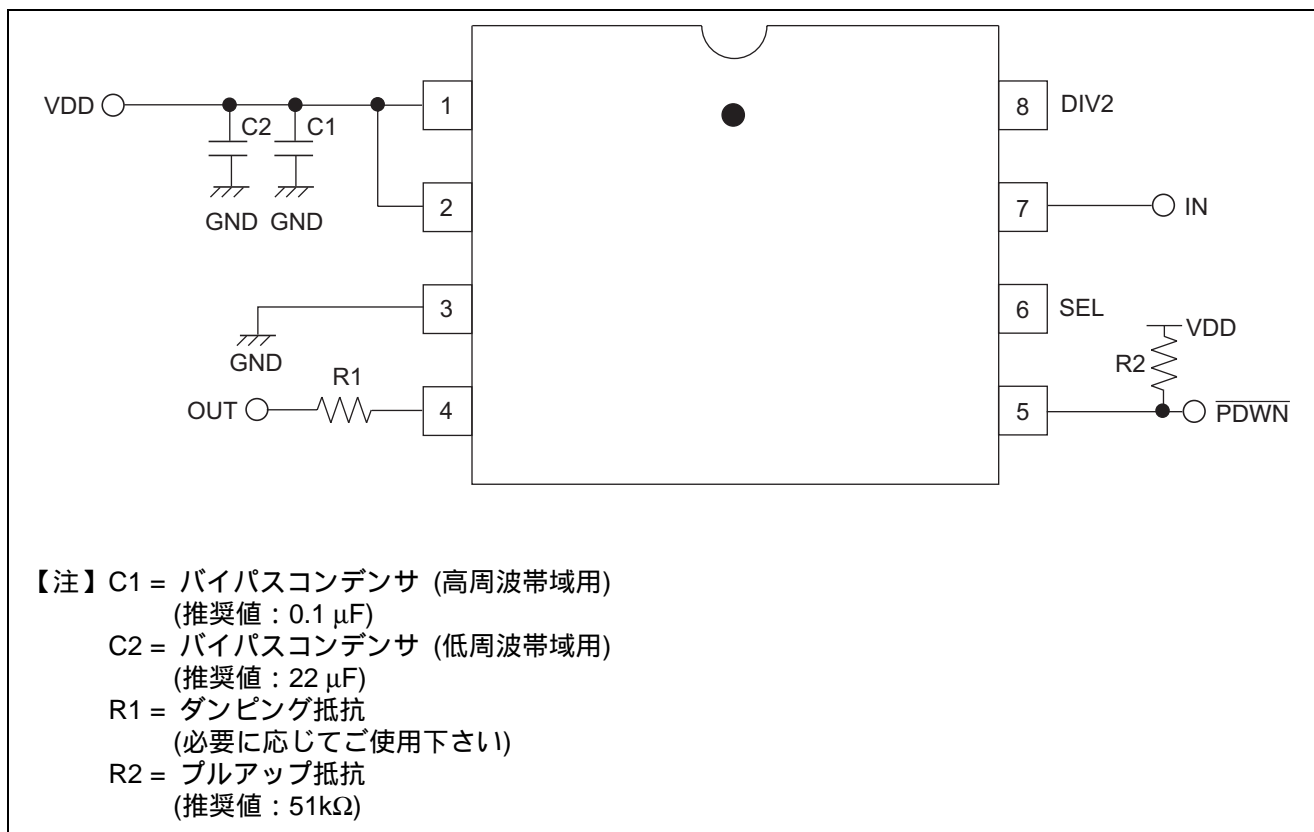 VDD
C2
C1
GND
GND
1
2
3
GND
R1
OUT
4
8
DIV2
7
IN
6
SEL
VDD
R2
5
PDWN
【注】C1 = バイパスコンデンサ (高周波帯域用)
(推奨値：0.1 μF)
C2 = バイパスコンデンサ (低周波帯域用)
(推奨値：22 μF)
R1 = ダンピング抵抗
(必要に応じてご使用下さい)
R2 = プルアップ抵抗
(推奨値：51kΩ)